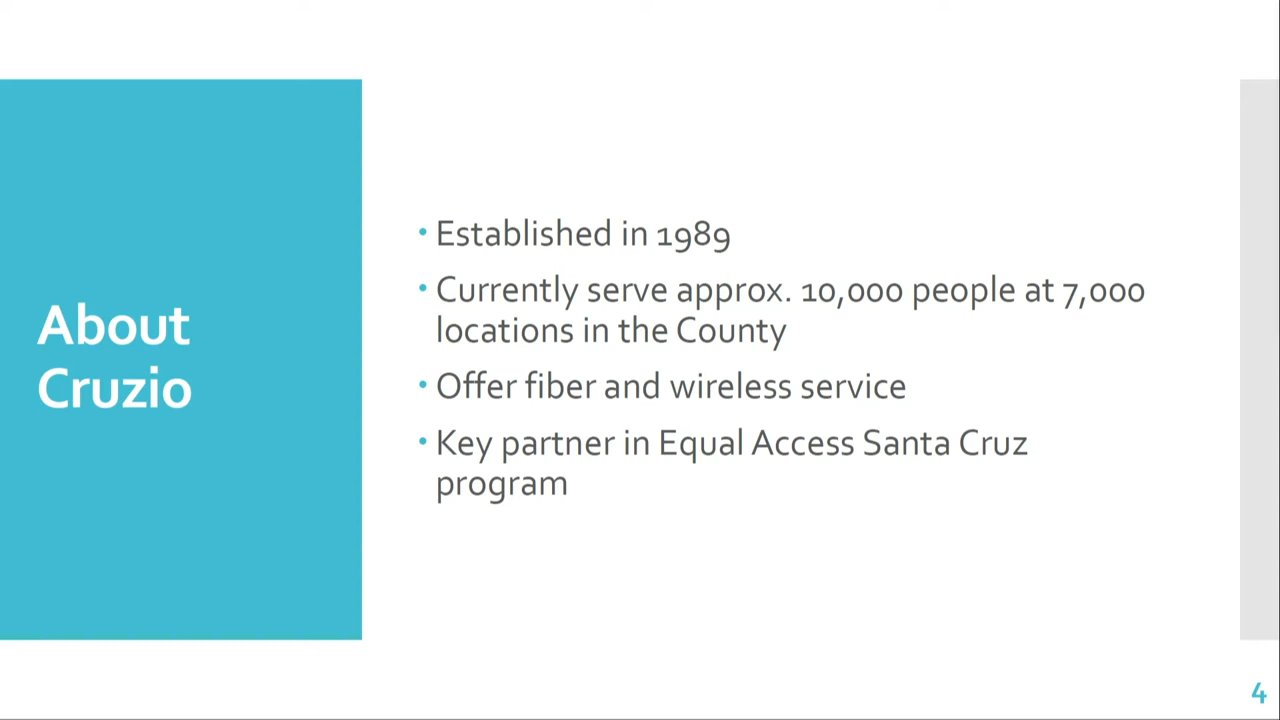 About
Cruzio
• Established in 1989
• Currently serve approx. 10,000 people at 7,000
locations in the County
• Offer fiber and wireless service
• Key partner in Equal Access Santa Cruz
program
4